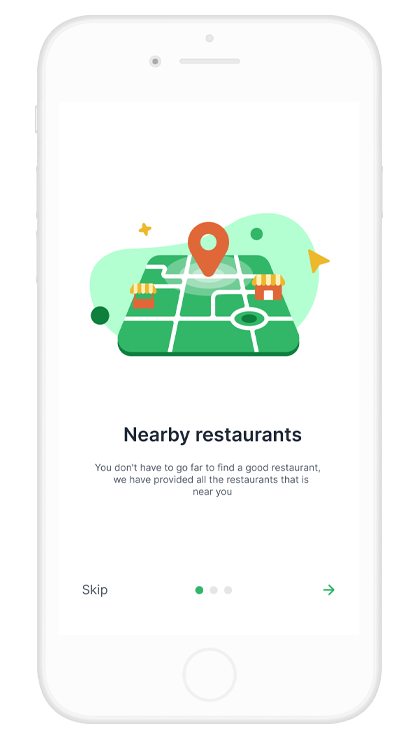 Nearby restaurants
You don't have to go far to find a good restaurant,
we have provided all the restaurants that is
near you
Skip